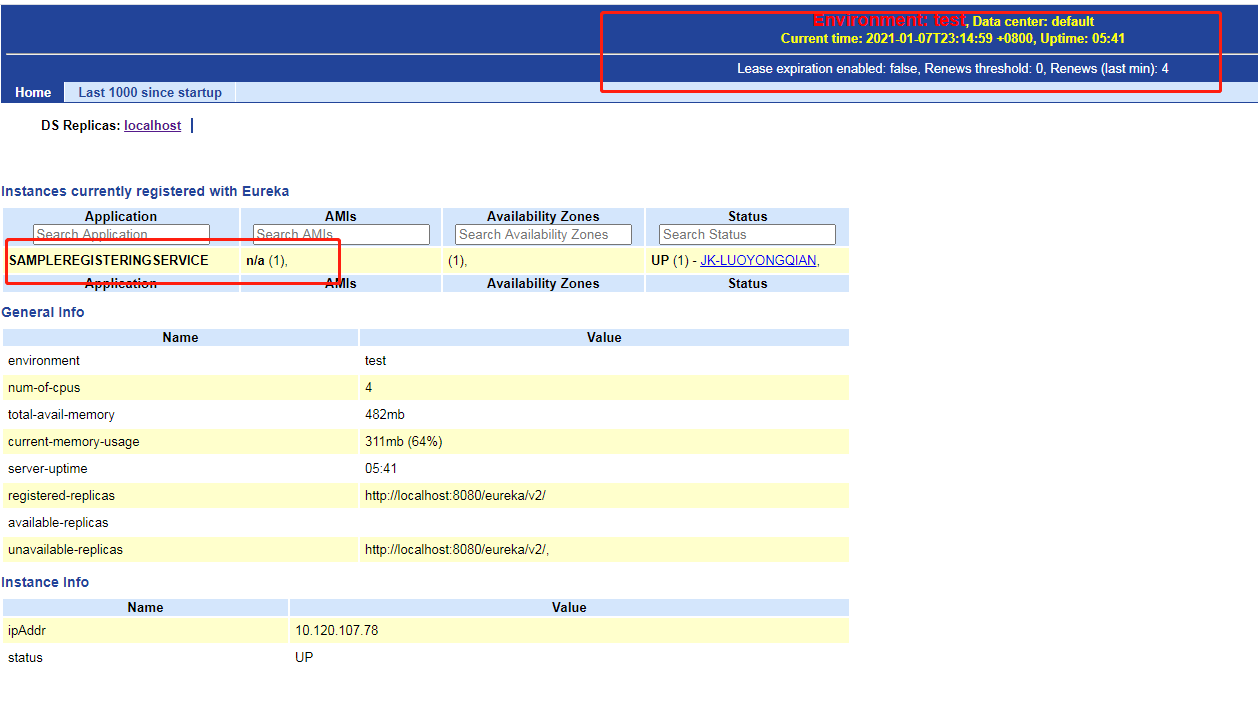 Environment: test, Data center: default
Current time: 2021-01-07T23:14:59 +0800, Uptime: 05:41
Lease expiration enabled: false, Renews threshold: 0, Renews (last min): 4
Home Last 1000 since startup
DS Replicas: localhost
Instances currently registered with Eureka
Application AMIs Availability Zones Status
Search Application Search AMIs Search Availability Zones Search Status
SAMPLEREGISTERINGSERVICE n/a (1), (1), UP (1) - JK-LUOYONGQIAN,
Application AMIs Availability Zones Status
General Info
Name Value
environment test
num-of-cpus 4
total-avail-memory 482mb
current-memory-usage 311mb (64%)
server-uptime 05:41
registered-replicas http://localhost:8080/eureka/v2/
available-replicas
unavailable-replicas http://localhost:8080/eureka/v2/,
Instance Info
Name Value
ipAddr 10.120.107.78
status UP